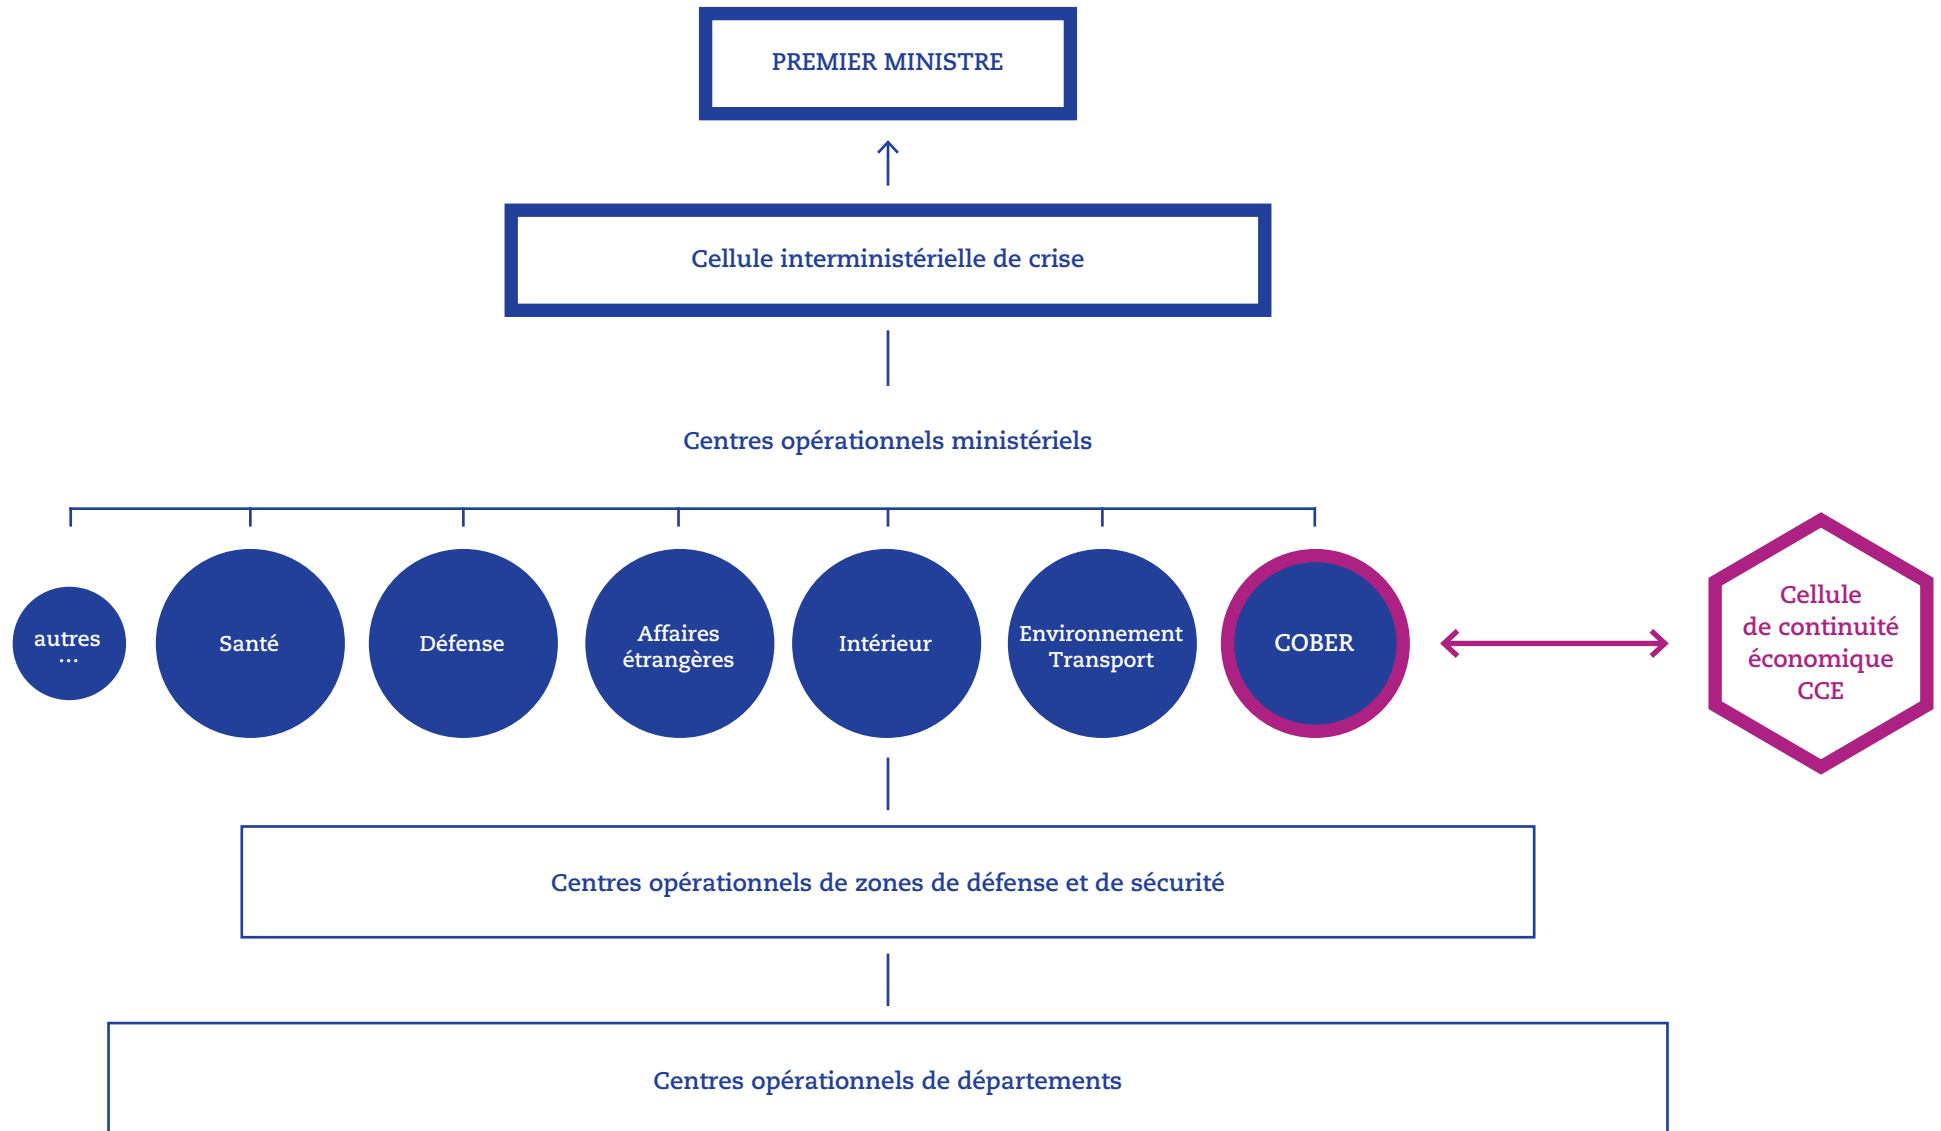 PREMIER MINISTRE
Cellule interministérielle de crise
Centres opérationnels ministériels
autres
...
Santé
Défense
Affaires
étrangères
Intérieur
Environnement
Transport
COBER
Cellule
de continuité
économique
CCE
Centres opérationnels de zones de défense et de sécurité
Centres opérationnels de départements